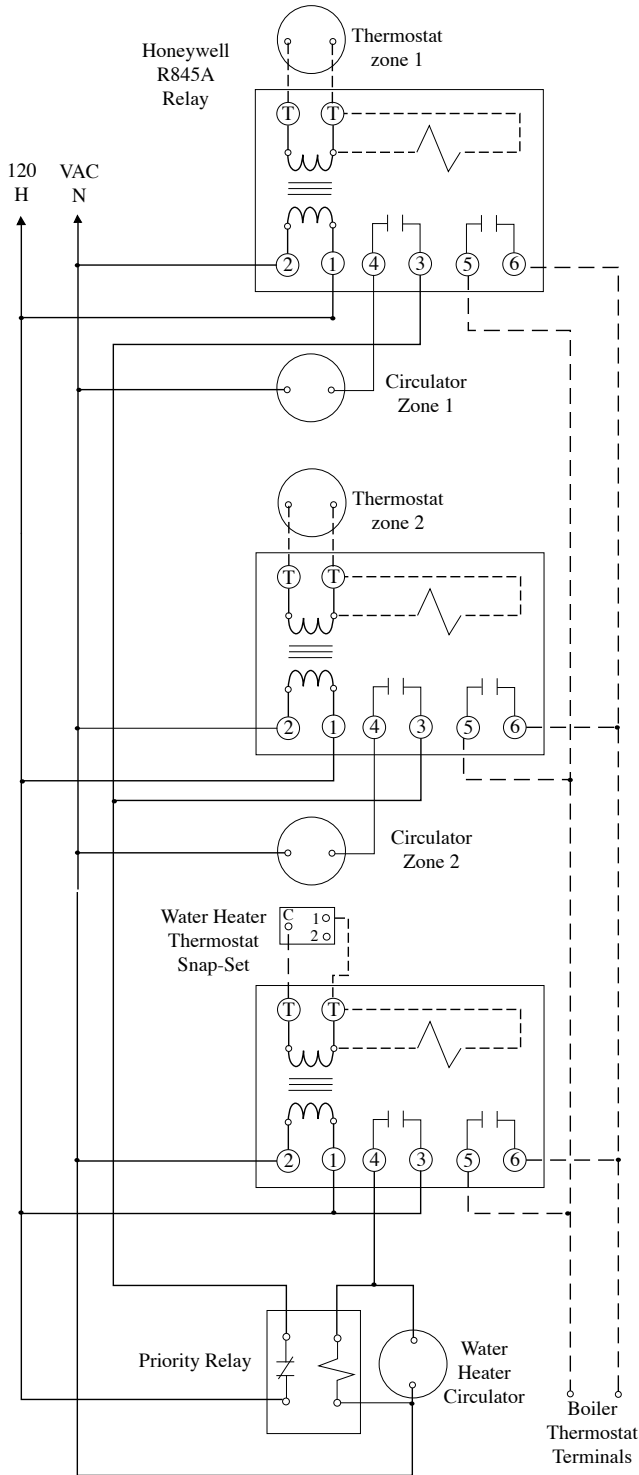 Honeywell
R845A
Relay
Thermostat
zone 1
T T
120 VAC
H N
2 1 4 3 5 6
Circulator
Zone 1
Thermostat
zone 2
T T
2 1 4 3 5 6
Circulator
Zone 2
Water Heater
Thermostat
Snap-Set
C 1
2
T T
2 1 4 3 5 6
Priority Relay
Water
Heater
Circulator
Boiler
Thermostat
Terminals